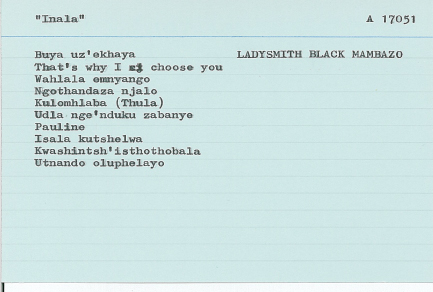 "Inala" A 17051
Buya uz'ekhaya LADYSMITH BLACK MAMBAZO
That's why I choose you
Wahlala emnyango
Ngothandaza njalo
Kulomhlaba (Thula)
Udla nge'nduku zabanye
Pauline
Isala kutshelwa
Kwashintsh'isthothobala
Utnando oluphelayo